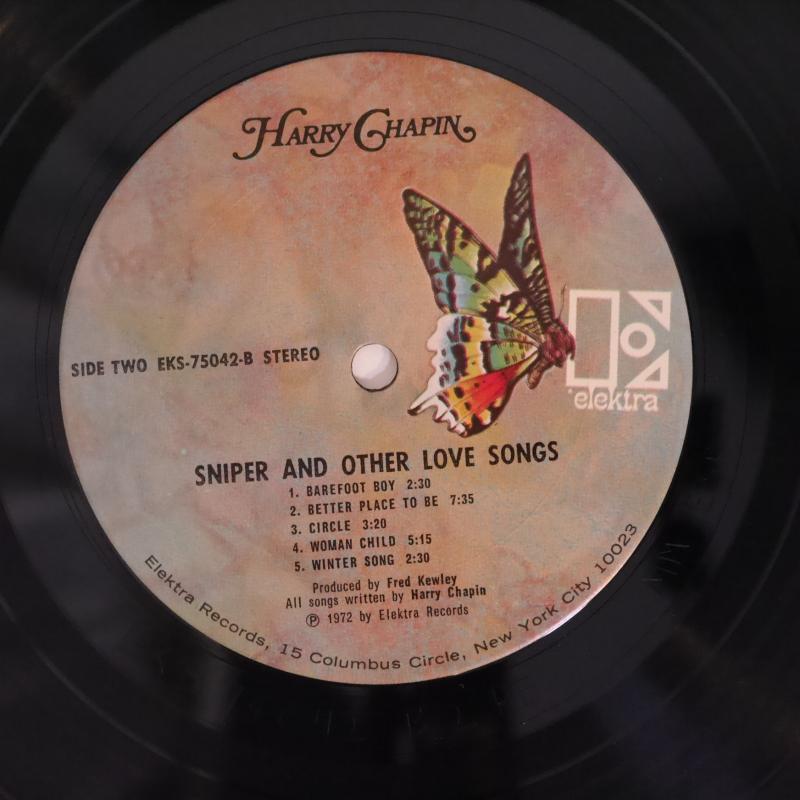 Harry Chapin
elektra
SIDE TWO EKS-75042-B STEREO
SNIPER AND OTHER LOVE SONGS
1. BAREFOOT BOY 2:30
2. BETTER PLACE TO BE 7:35
3. CIRCLE 3:20
4. WOMAN CHILD 5:15
5. WINTER SONG 2:30
Produced by Fred Kewley
All songs written by Harry Chapin
Ⓟ 1972 by Elektra Records
Elektra Records, 15 Columbus Circle, New York City 10023